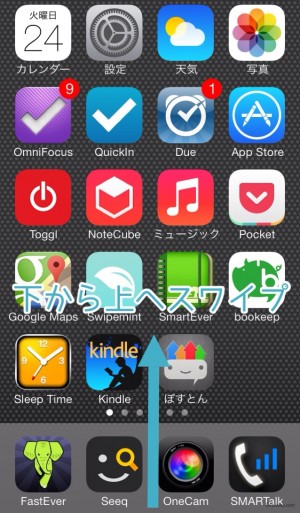 火曜日
24
カレンダー 設定 天気 写真
9 1
OmniFocus QuickIn Due App Store
Toggl NoteCube ミュージック Pocket
下から上へスワイプ
Google Maps Swipemint SmartEver bookeep
kindle
Sleep Time Kindle ぽすとん
FastEver Seeq OneCam SMARTalk